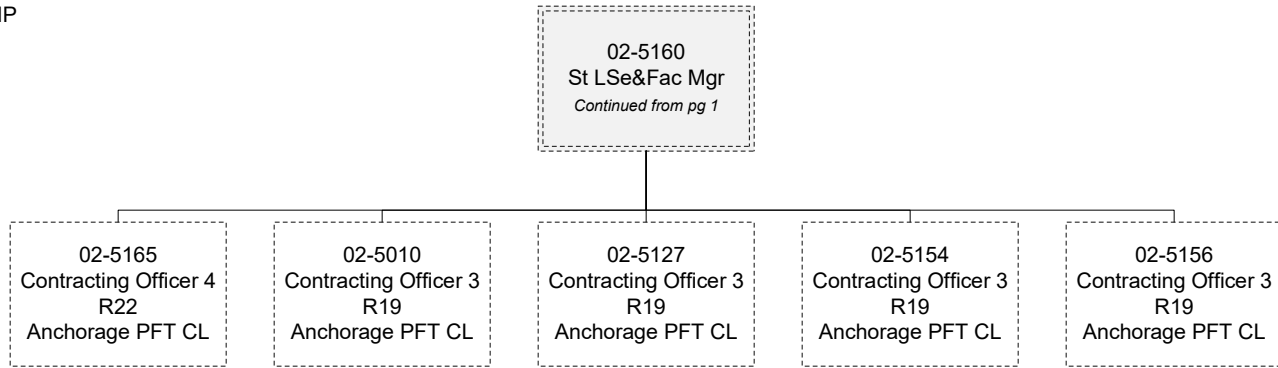 02-5160
St LSe&Fac Mgr
Continued from pg 1
02-5165
Contracting Officer 4
R22
Anchorage PFT CL
02-5010
Contracting Officer 3
R19
Anchorage PFT CL
02-5127
Contracting Officer 3
R19
Anchorage PFT CL
02-5154
Contracting Officer 3
R19
Anchorage PFT CL
02-5156
Contracting Officer 3
R19
Anchorage PFT CL